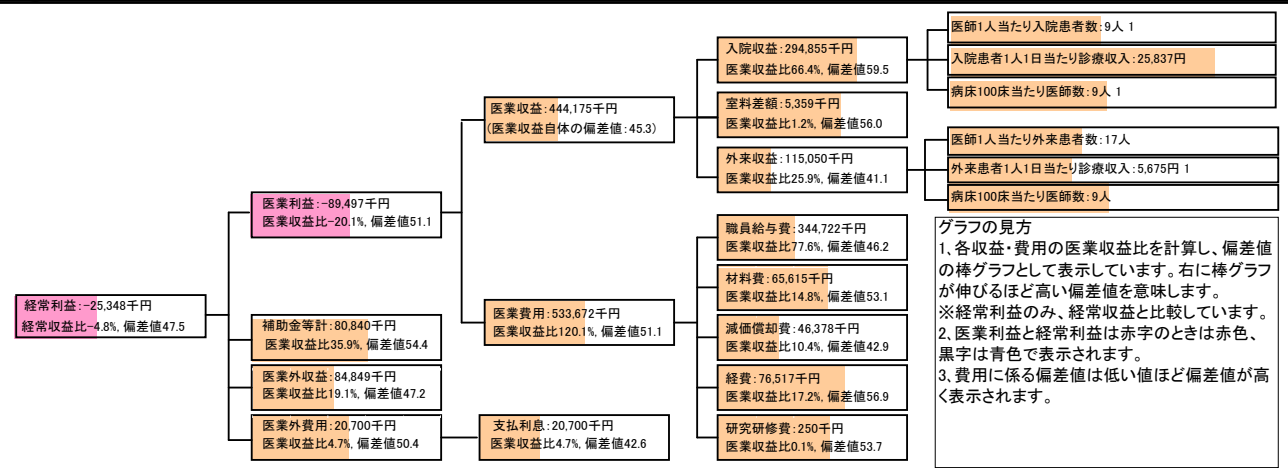 経常利益:-25,348千円
経常収益比-4.8%, 偏差値47.5
医業利益:-89,497千円
医業収益比-20.1%, 偏差値51.1
補助金等計:80,840千円
医業収益比35.9%, 偏差値54.4
医業外収益:84,849千円
医業収益比19.1%, 偏差値47.2
医業外費用:20,700千円
医業収益比4.7%, 偏差値50.4
医業収益:444,175千円
(医業収益自体の偏差値:45.3)
医業費用:533,672千円
医業収益比120.1%, 偏差値51.1
支払利息:20,700千円
医業収益比4.7%, 偏差値42.6
入院収益:294,855千円
医業収益比66.4%, 偏差値59.5
室料差額:5,359千円
医業収益比1.2%, 偏差値56.0
外来収益:115,050千円
医業収益比25.9%, 偏差値41.1
職員給与費:344,722千円
医業収益比77.6%, 偏差値46.2
材料費:65,615千円
医業収益比14.8%, 偏差値53.1
減価償却費:46,378千円
医業収益比10.4%, 偏差値42.9
経費:76,517千円
医業収益比17.2%, 偏差値56.9
研究研修費:250千円
医業収益比0.1%, 偏差値53.7
医師1人当たり入院患者数:9人 1
入院患者1人1日当たり診療収入:25,837円
病床100床当たり医師数:9人 1
医師1人当たり外来患者数:17人
外来患者1人1日当たり診療収入:5,675円 1
病床100床当たり医師数:9人
グラフの見方
1、各収益・費用の医業収益比を計算し、偏差値
の棒グラフとして表示しています。右に棒グラフ
が伸びるほど高い偏差値を意味します。
※経常利益のみ、経常収益と比較しています。
2、医業利益と経常利益は赤字のときは赤色、
黒字は青色で表示されます。
3、費用に係る偏差値は低い値ほど偏差値が高
く表示されます。